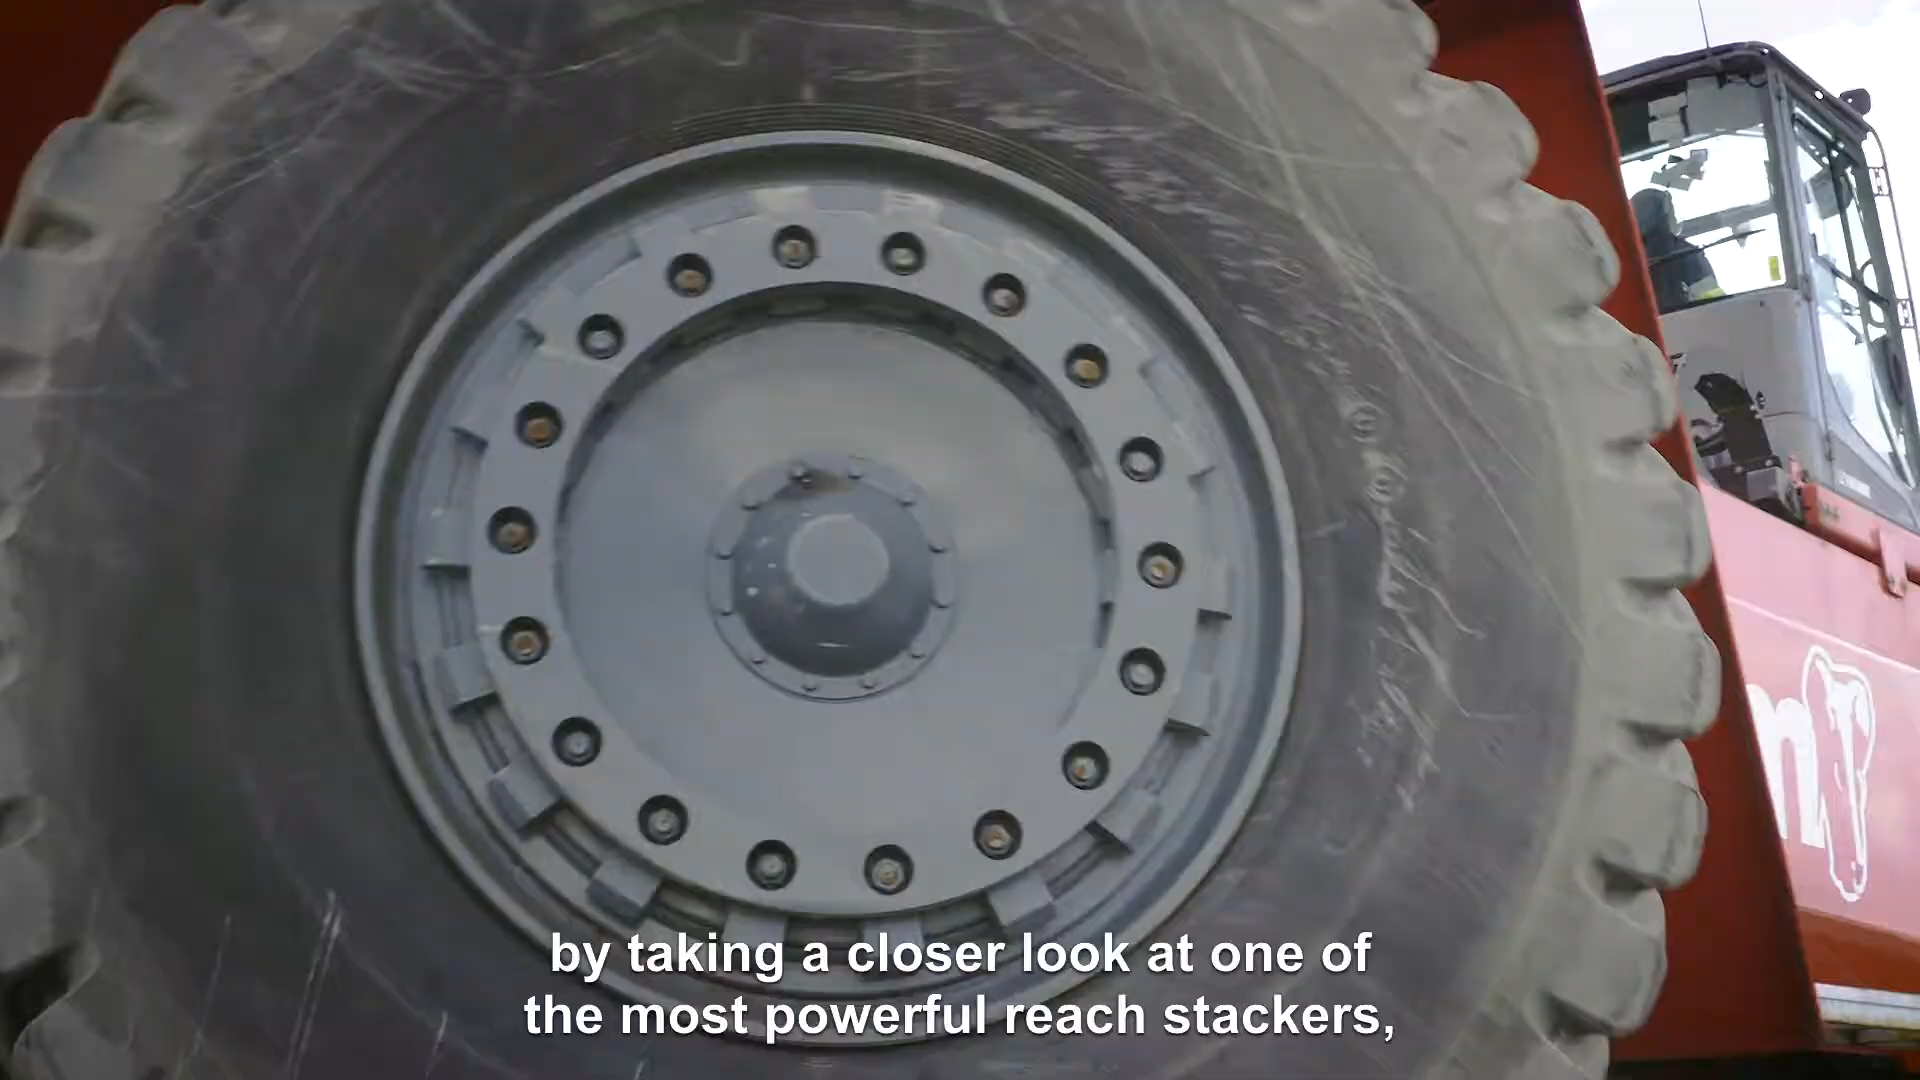 by taking a closer look at one of
the most powerful reach stackers,
n